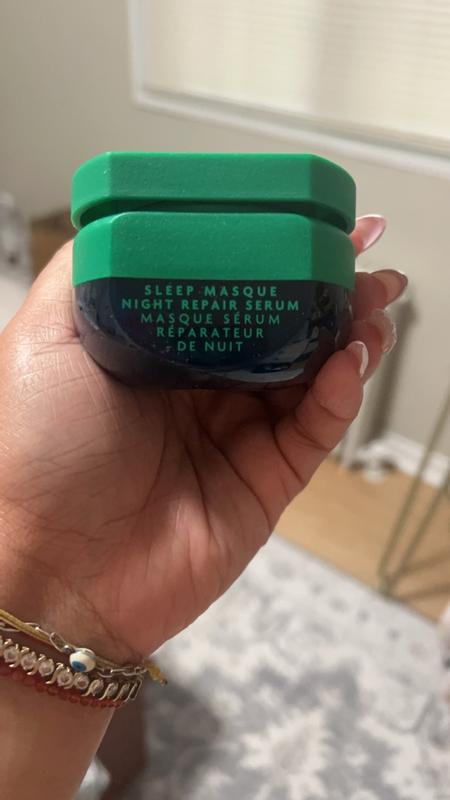 SLEEP MASQUE
NIGHT REPAIR SERUM
MASQUE SÉRUM
RÉPARATEUR
DE NUIT